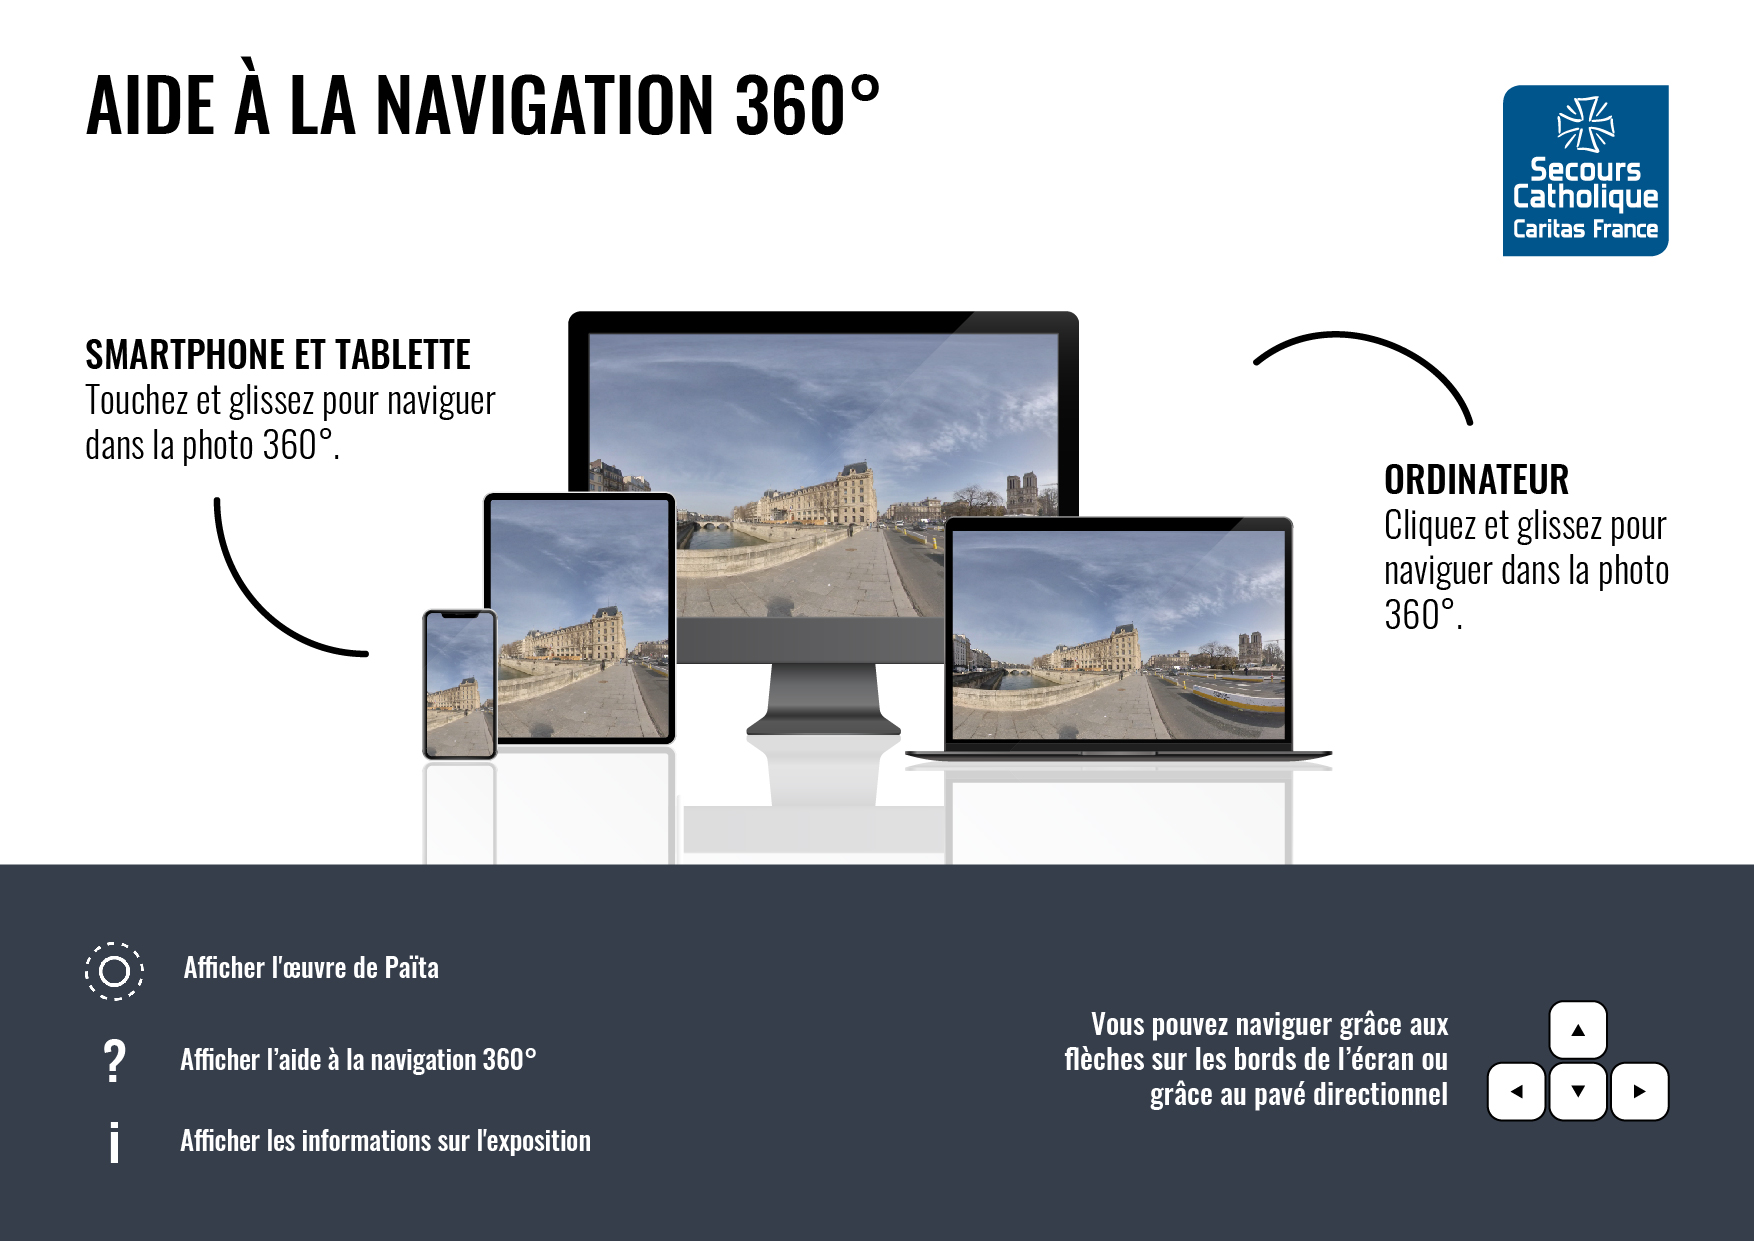 AIDE À LA NAVIGATION 360°
Secours
Catholique
Caritas France
SMARTPHONE ET TABLETTE
Touchez et glissez pour naviguer
dans la photo 360°.
ORDINATEUR
Cliquez et glissez pour
naviguer dans la photo
360°.
Afficher l'œuvre de Païta
? Afficher l’aide à la navigation 360°
i Afficher les informations sur l'exposition
Vous pouvez naviguer grâce aux
flèches sur les bords de l’écran ou
grâce au pavé directionnel